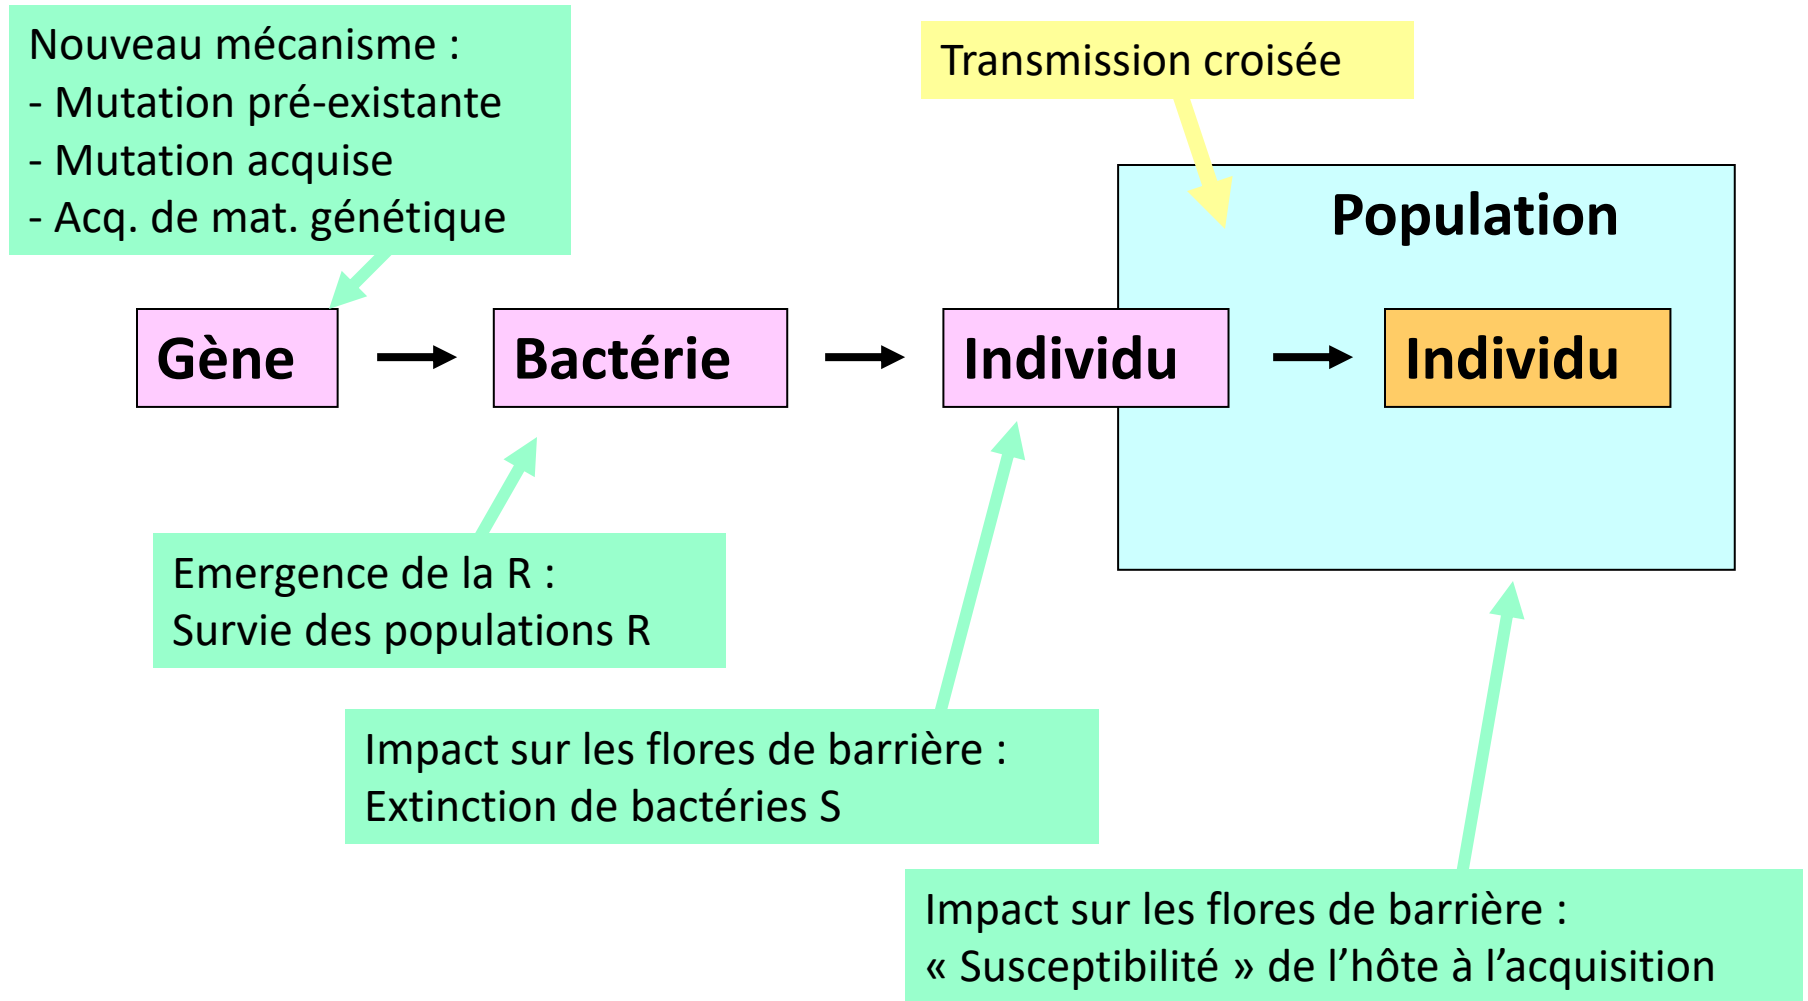 Nouveau mécanisme :
- Mutation pré-existante
- Mutation acquise
- Acq. de mat. génétique
Transmission croisée
Population
Gène
Bactérie
Individu
Individu
Emergence de la R :
Survie des populations R
Impact sur les flores de barrière :
Extinction de bactéries S
Impact sur les flores de barrière :
« Susceptibilité » de l’hôte à l’acquisition